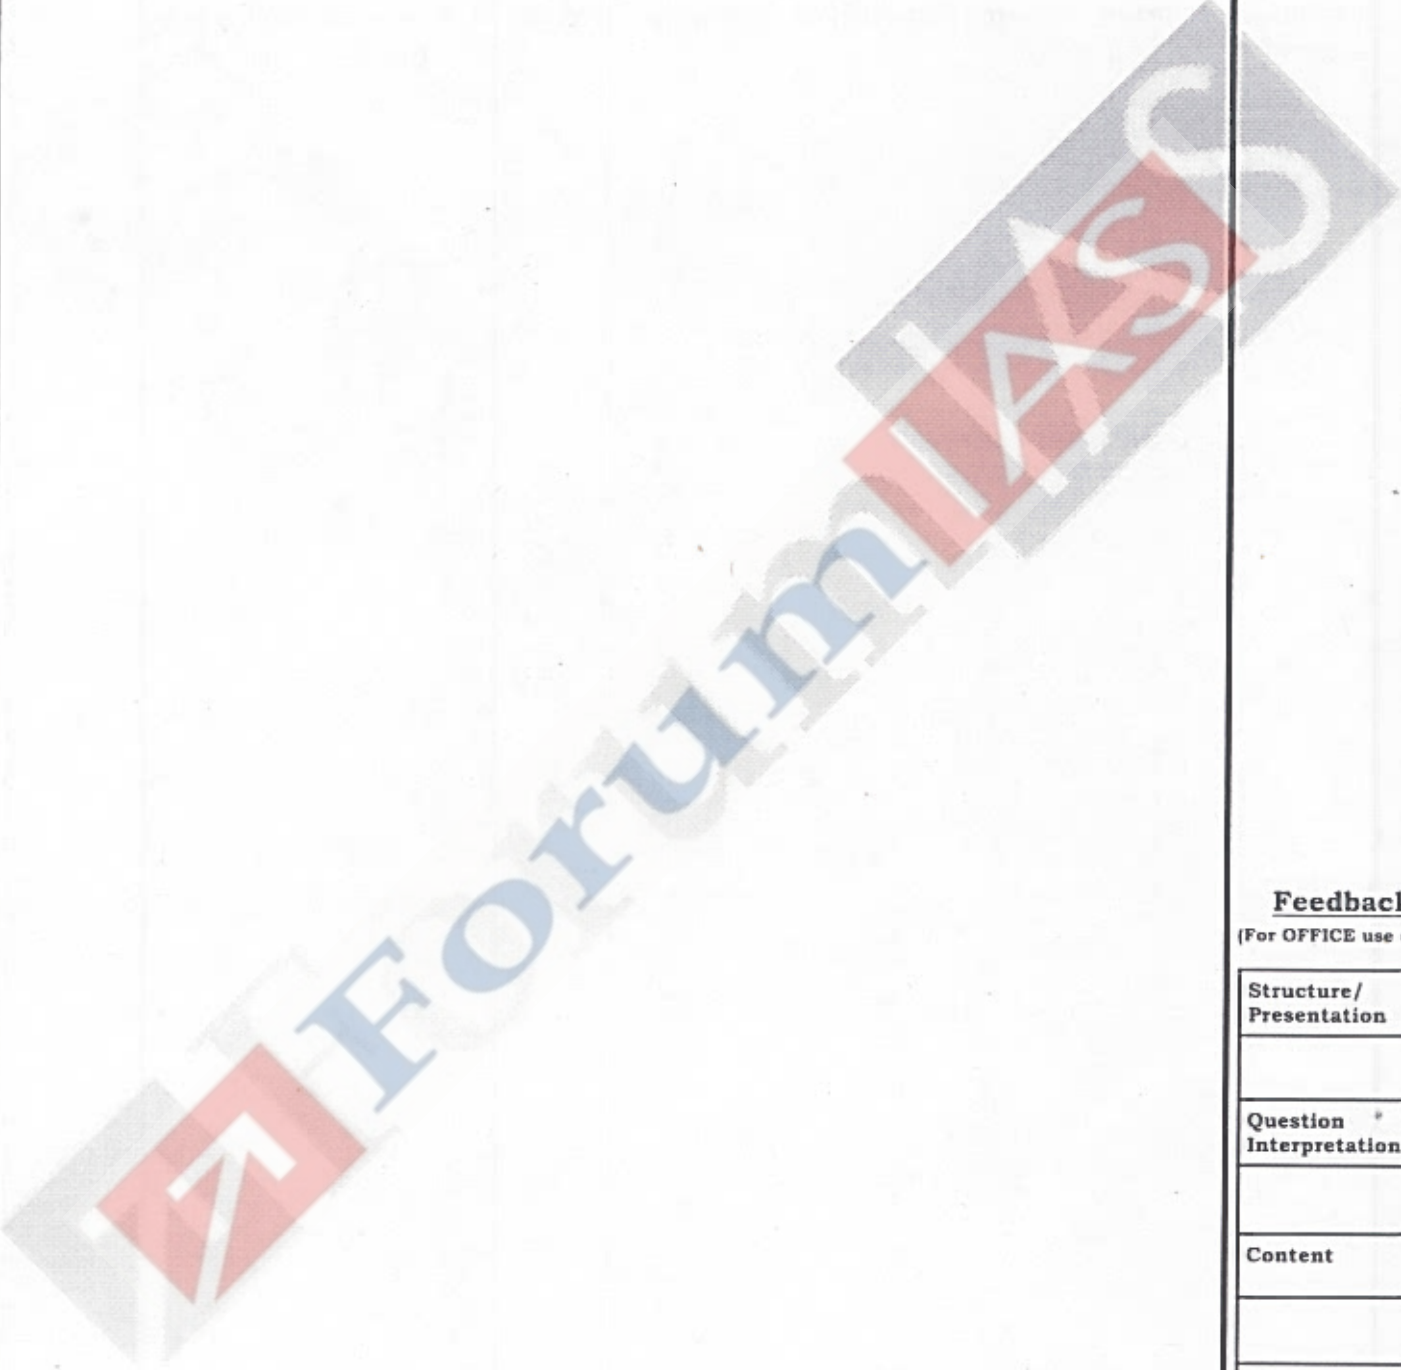 ForumIAS
Feedback
(For OFFICE use
Structure/
Presentation
Question
Interpretation
Content